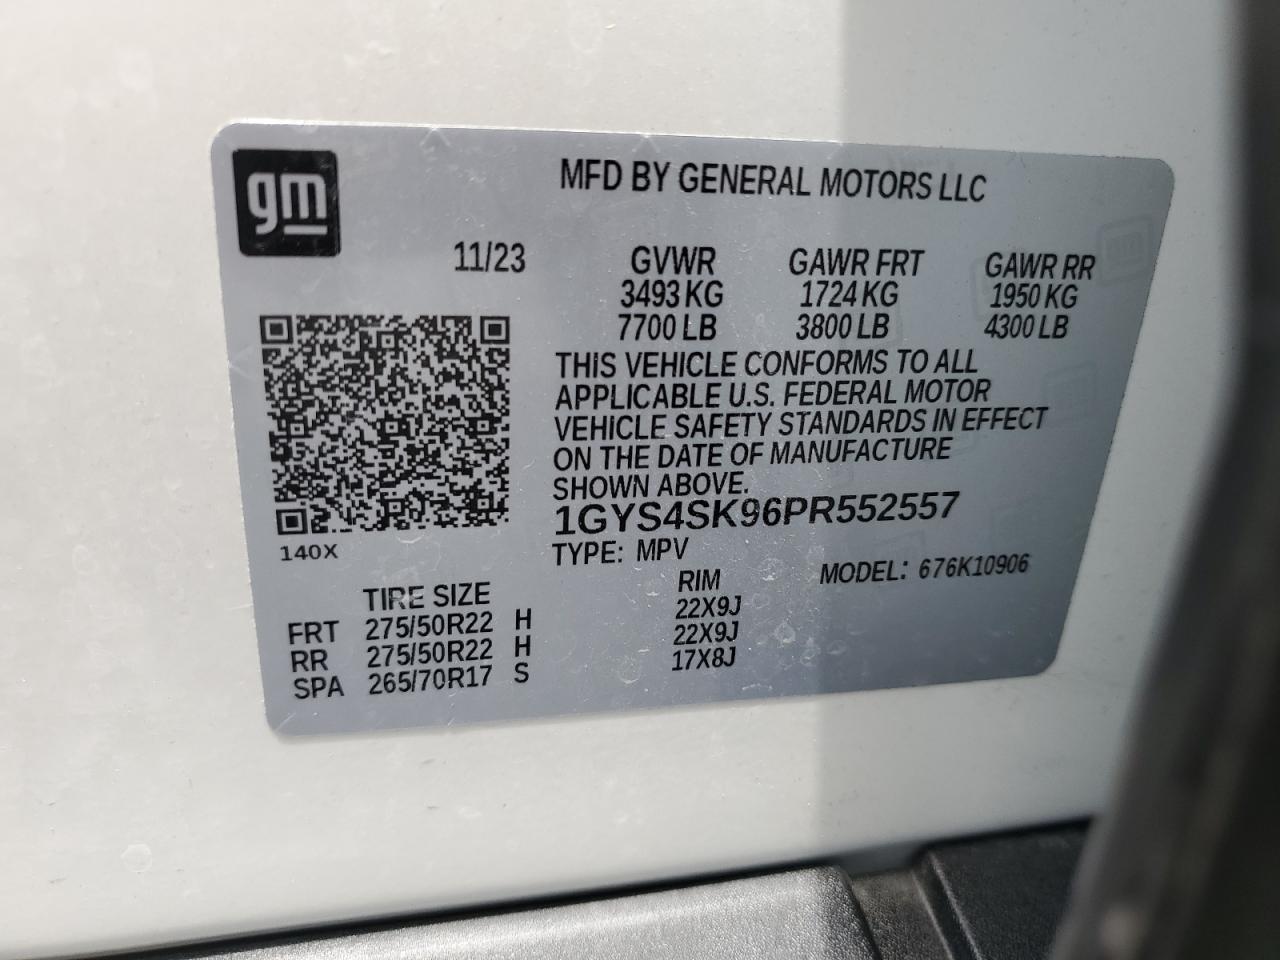 gm
MFD BY GENERAL MOTORS LLC
11/23
GVWR GAWR FRT GAWR RR
3493 KG 1724 KG 1950 KG
7700 LB 3800 LB 4300 LB
THIS VEHICLE CONFORMS TO ALL
APPLICABLE U.S. FEDERAL MOTOR
VEHICLE SAFETY STANDARDS IN EFFECT
ON THE DATE OF MANUFACTURE
SHOWN ABOVE.
1GYS4SK96PR552557
140X
TYPE: MPV
MODEL: 676K10906
TIRE SIZE RIM
FRT 275/50R22 H 22X9J
RR 275/50R22 H 22X9J
SPA 265/70R17 S 17X8J